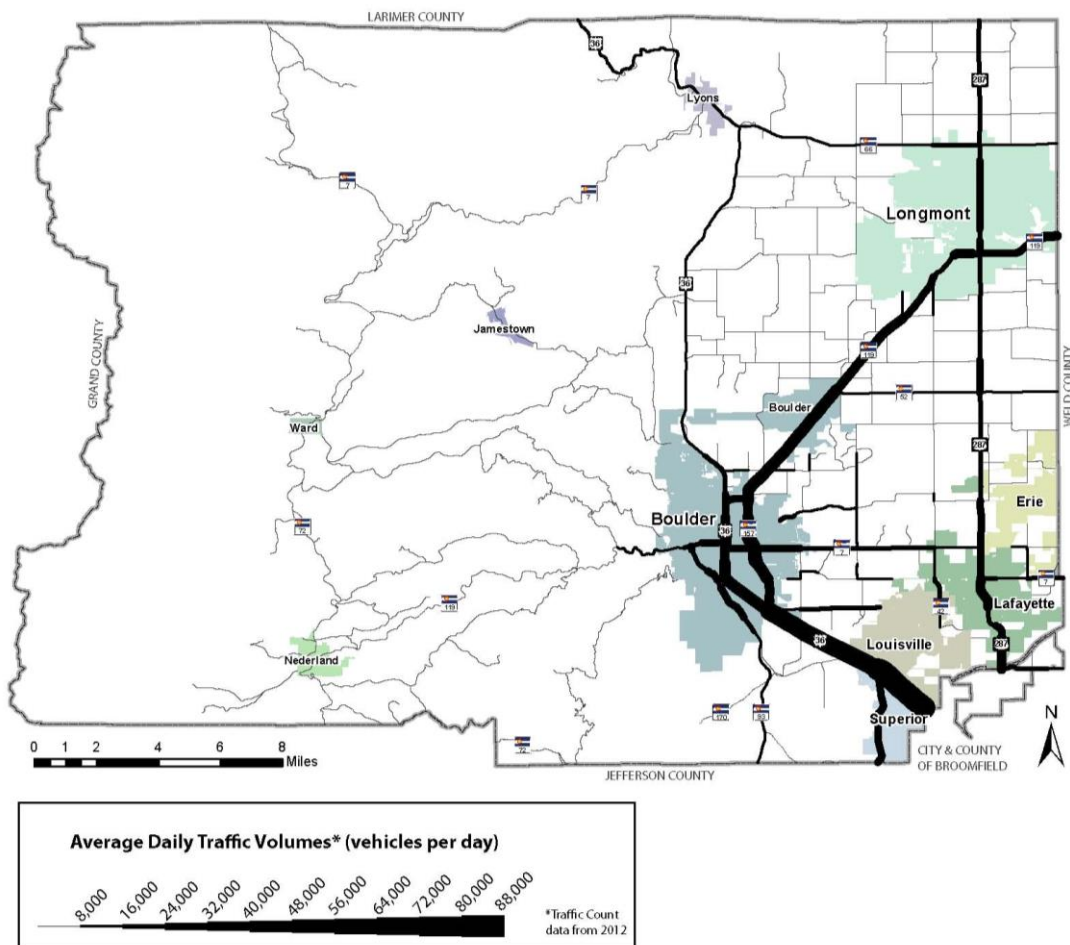 LARIMER COUNTY
36
287
Lyons
66
7
7
Longmont
119
36
GRAND COUNTY
Jamestown
119
WELD COUNTY
52
Boulder
Ward
287
Erie
Boulder
36
157
72
7
7
119
Lafayette
42
36
Louisville
287
Nederland
170
93
Superior
72
N
0 1 2 4 6 8
Miles
CITY & COUNTY
OF BROOMFIELD
JEFFERSON COUNTY
Average Daily Traffic Volumes* (vehicles per day)
8,000 16,000 24,000 32,000 40,000 48,000 56,000 64,000 72,000 80,000 88,000
*Traffic Count
data from 2012